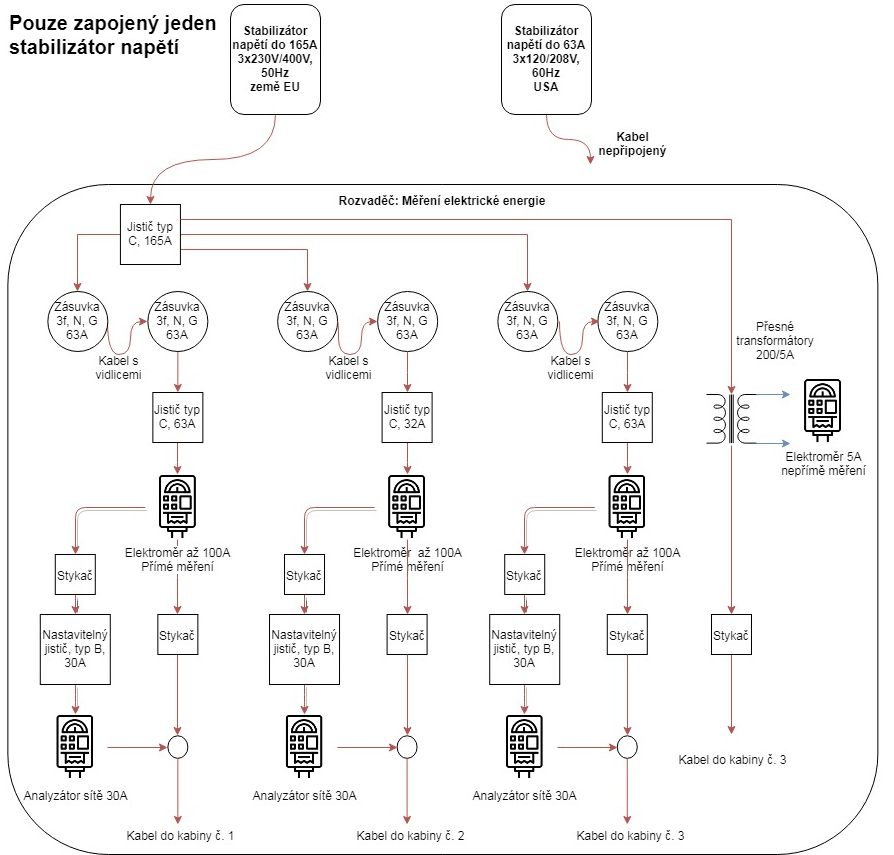 Pouze zapojený jeden
stabilizátor napětí
Stabilizátor
napětí do 165A
3x230V/400V,
50Hz
země EU
Stabilizátor
napětí do 63A
3x120/208V,
60Hz
USA
Kabel
nepřipojený
Rozvaděč: Měření elektrické energie
Jistič typ
C, 165A
Zásuvka
3f, N, G
63A
Zásuvka
3f, N, G
63A
Zásuvka
3f, N, G
63A
Zásuvka
3f, N, G
63A
Zásuvka
3f, N, G
63A
Zásuvka
3f, N, G
63A
Kabel s
vidlicemi
Kabel s
vidlicemi
Kabel s
vidlicemi
Přesné
transformátory
200/5A
Jistič typ
C, 63A
Jistič typ
C, 32A
Jistič typ
C, 63A
Elektroměr 5A
nepřímě měření
Elektroměr až 100A
Přímé měření
Elektroměr až 100A
Přímé měření
Elektroměr až 100A
Přímé měření
Stykač
Stykač
Stykač
Nastavitelný
jistič, typ B,
30A
Stykač
Nastavitelný
jistič, typ B,
30A
Stykač
Nastavitelný
jistič, typ B,
30A
Stykač
Stykač
Analyzátor sítě 30A
Analyzátor sítě 30A
Analyzátor sítě 30A
Kabel do kabiny č. 3
Kabel do kabiny č. 1
Kabel do kabiny č. 2
Kabel do kabiny č. 3